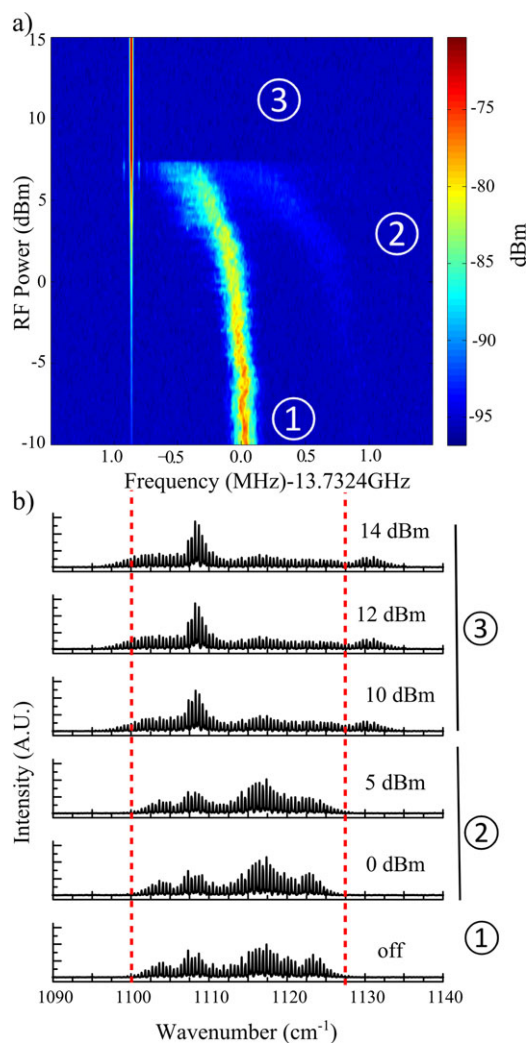 a)
15
10
5
0
-5
-10
RF Power (dBm)
③
②
①
1.0 −0.5 0.0 0.5 1.0
Frequency (MHz)-13.7324GHz
-75
-80
-85
-90
-95
dBm
b)
14 dBm
12 dBm
③
10 dBm
5 dBm
②
0 dBm
①
off
Intensity (A.U.)
1090 1100 1110 1120 1130 1140
Wavenumber (cm⁻¹)